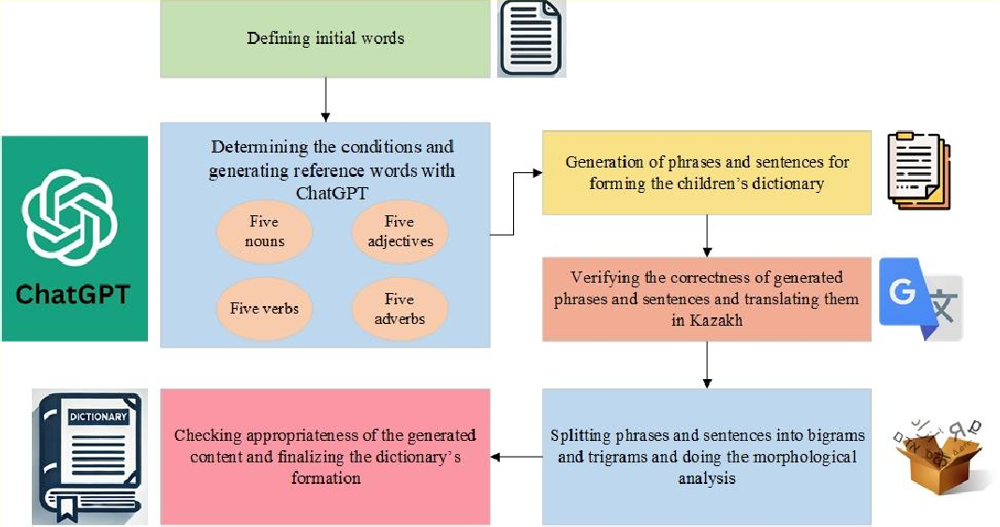 Defining initial words
Determining the conditions and
generating reference words with
ChatGPT
Five
nouns
Five
adjectives
Five verbs
Five
adverbs
ChatGPT
Generation of phrases and sentences for
forming the children’s dictionary
Verifying the correctness of generated
phrases and sentences and translating them
in Kazakh
G
文
Splitting phrases and sentences into bigrams
and trigrams and doing the morphological
analysis
Checking appropriateness of the generated
content and finalizing the dictionary’s
formation
DICTIONARY